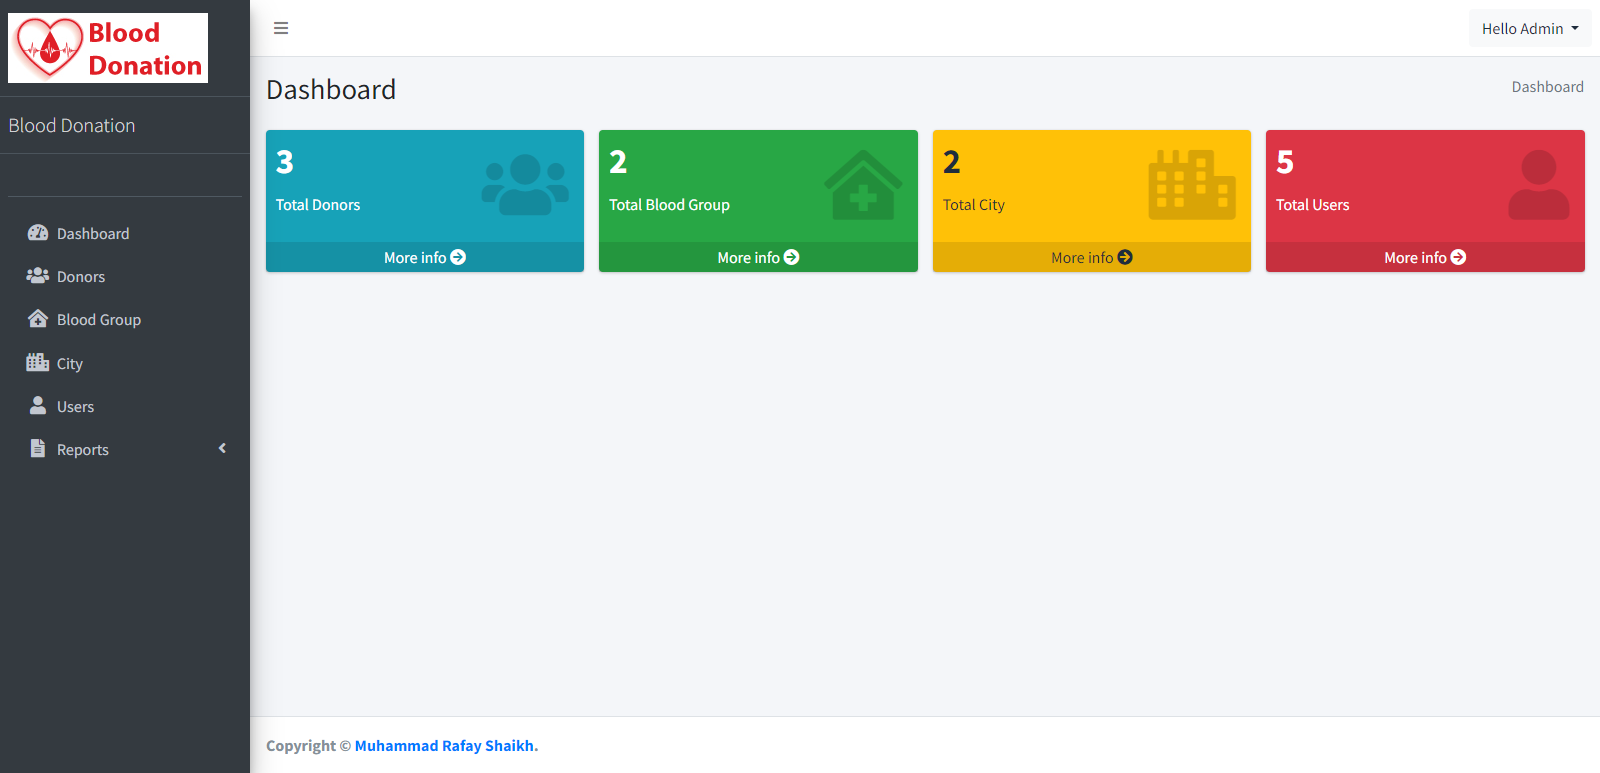 Blood
Donation
Blood Donation
Dashboard
Donors
Blood Group
City
Users
Reports
Hello Admin
Dashboard
Dashboard
3
Total Donors
More info
2
Total Blood Group
More info
2
Total City
More info
5
Total Users
More info
Copyright © Muhammad Rafay Shaikh.